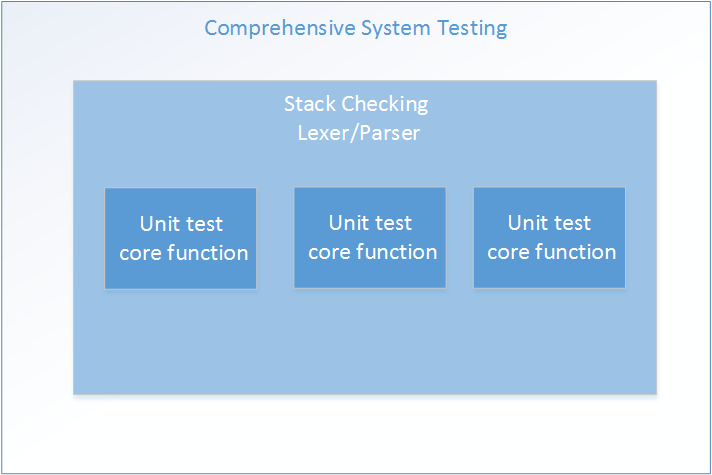 Comprehensive System Testing
Stack Checking
Lexer/Parser
Unit test
core function
Unit test
core function
Unit test
core function